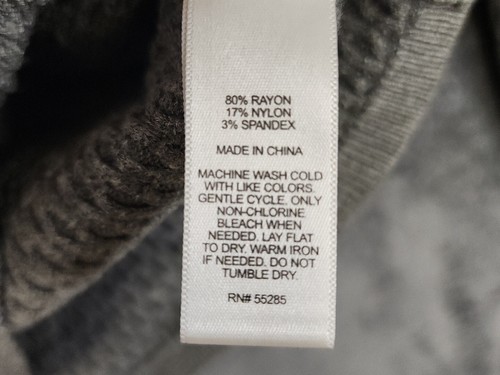 80% RAYON
17% NYLON
3% SPANDEX
MADE IN CHINA
MACHINE WASH COLD
WITH LIKE COLORS.
GENTLE CYCLE. ONLY
NON-CHLORINE
BLEACH WHEN
NEEDED. LAY FLAT
TO DRY. WARM IRON
IF NEEDED. DO NOT
TUMBLE DRY.
RN# 55285